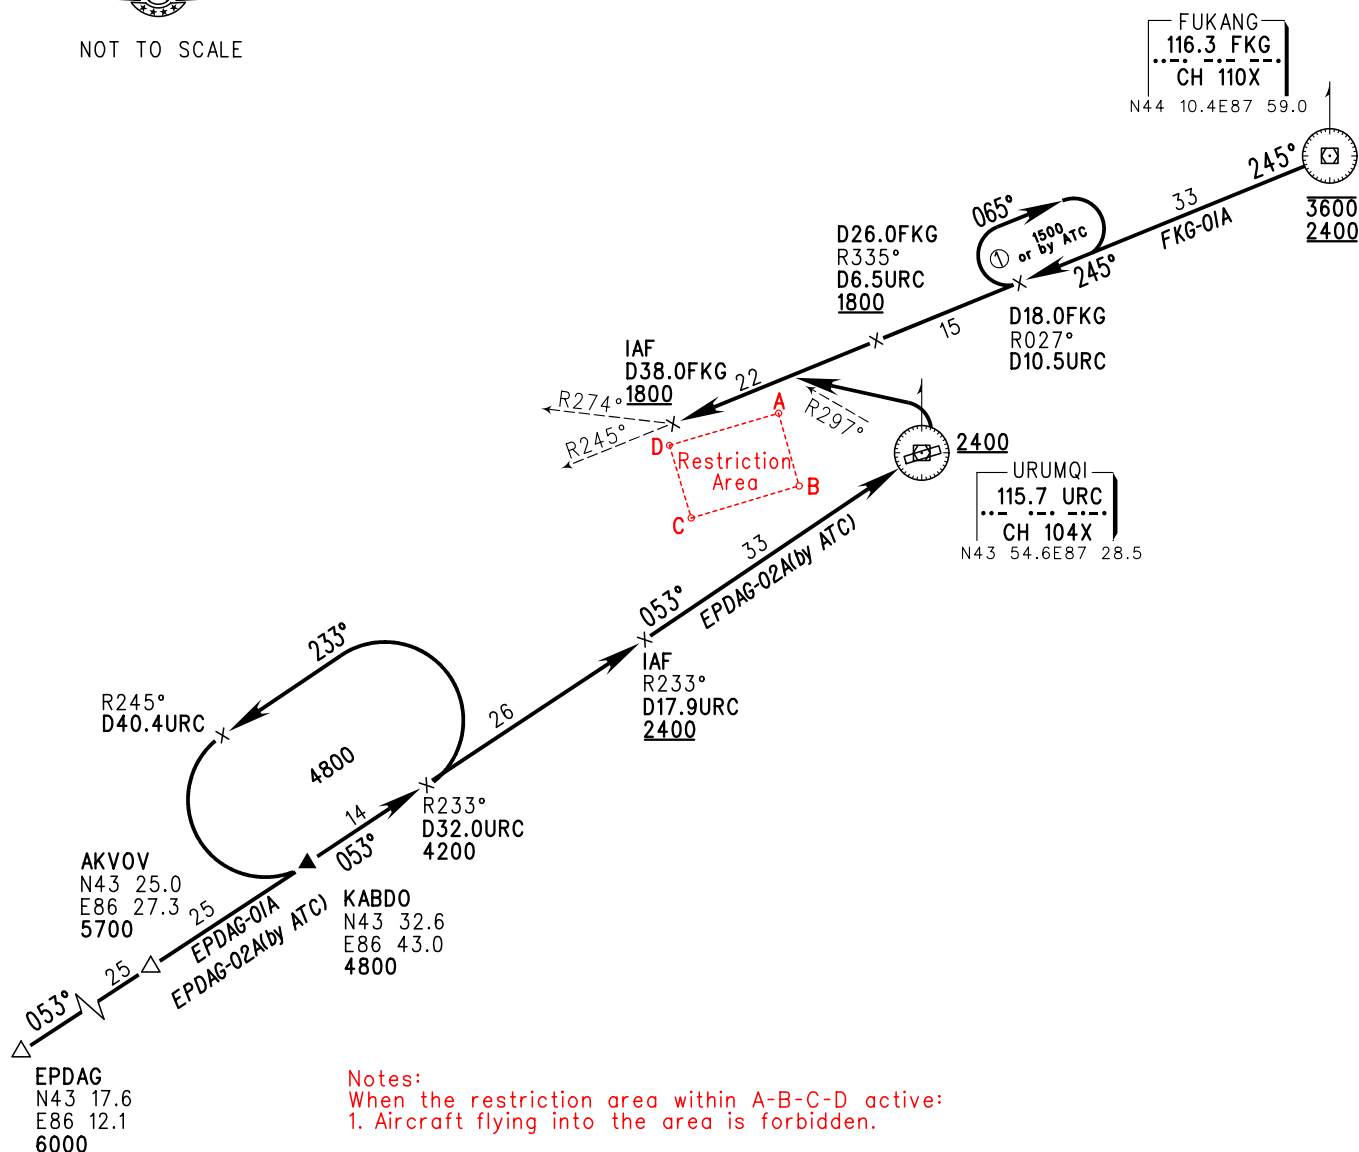 NOT TO SCALE
FUKANG
116.3 FKG
CH 110X
N44 10.4E87 59.0
245°
3600
2400
33
FKG-01A
065°
1500
or by ATC
1
245°
D26.0FKG
R335°
D6.5URC
1800
15
D18.0FKG
R027°
D10.5URC
IAF
D38.0FKG
1800
22
R274°
R245°
R297°
A
D
Restriction
Area
B
C
2400
URUMQI
115.7 URC
CH 104X
N43 54.6E87 28.5
33
EPDAG-02A(by ATC)
053°
IAF
R233°
D17.9URC
2400
233°
R245°
D40.4URC
26
4800
14
053°
R233°
D32.0URC
4200
AKVOV
N43 25.0
E86 27.3
5700
25
EPDAG-01A
EPDAG-02A(by ATC)
KABDO
N43 32.6
E86 43.0
4800
25
053°
EPDAG
N43 17.6
E86 12.1
6000
Notes:
When the restriction area within A-B-C-D active:
1. Aircraft flying into the area is forbidden.